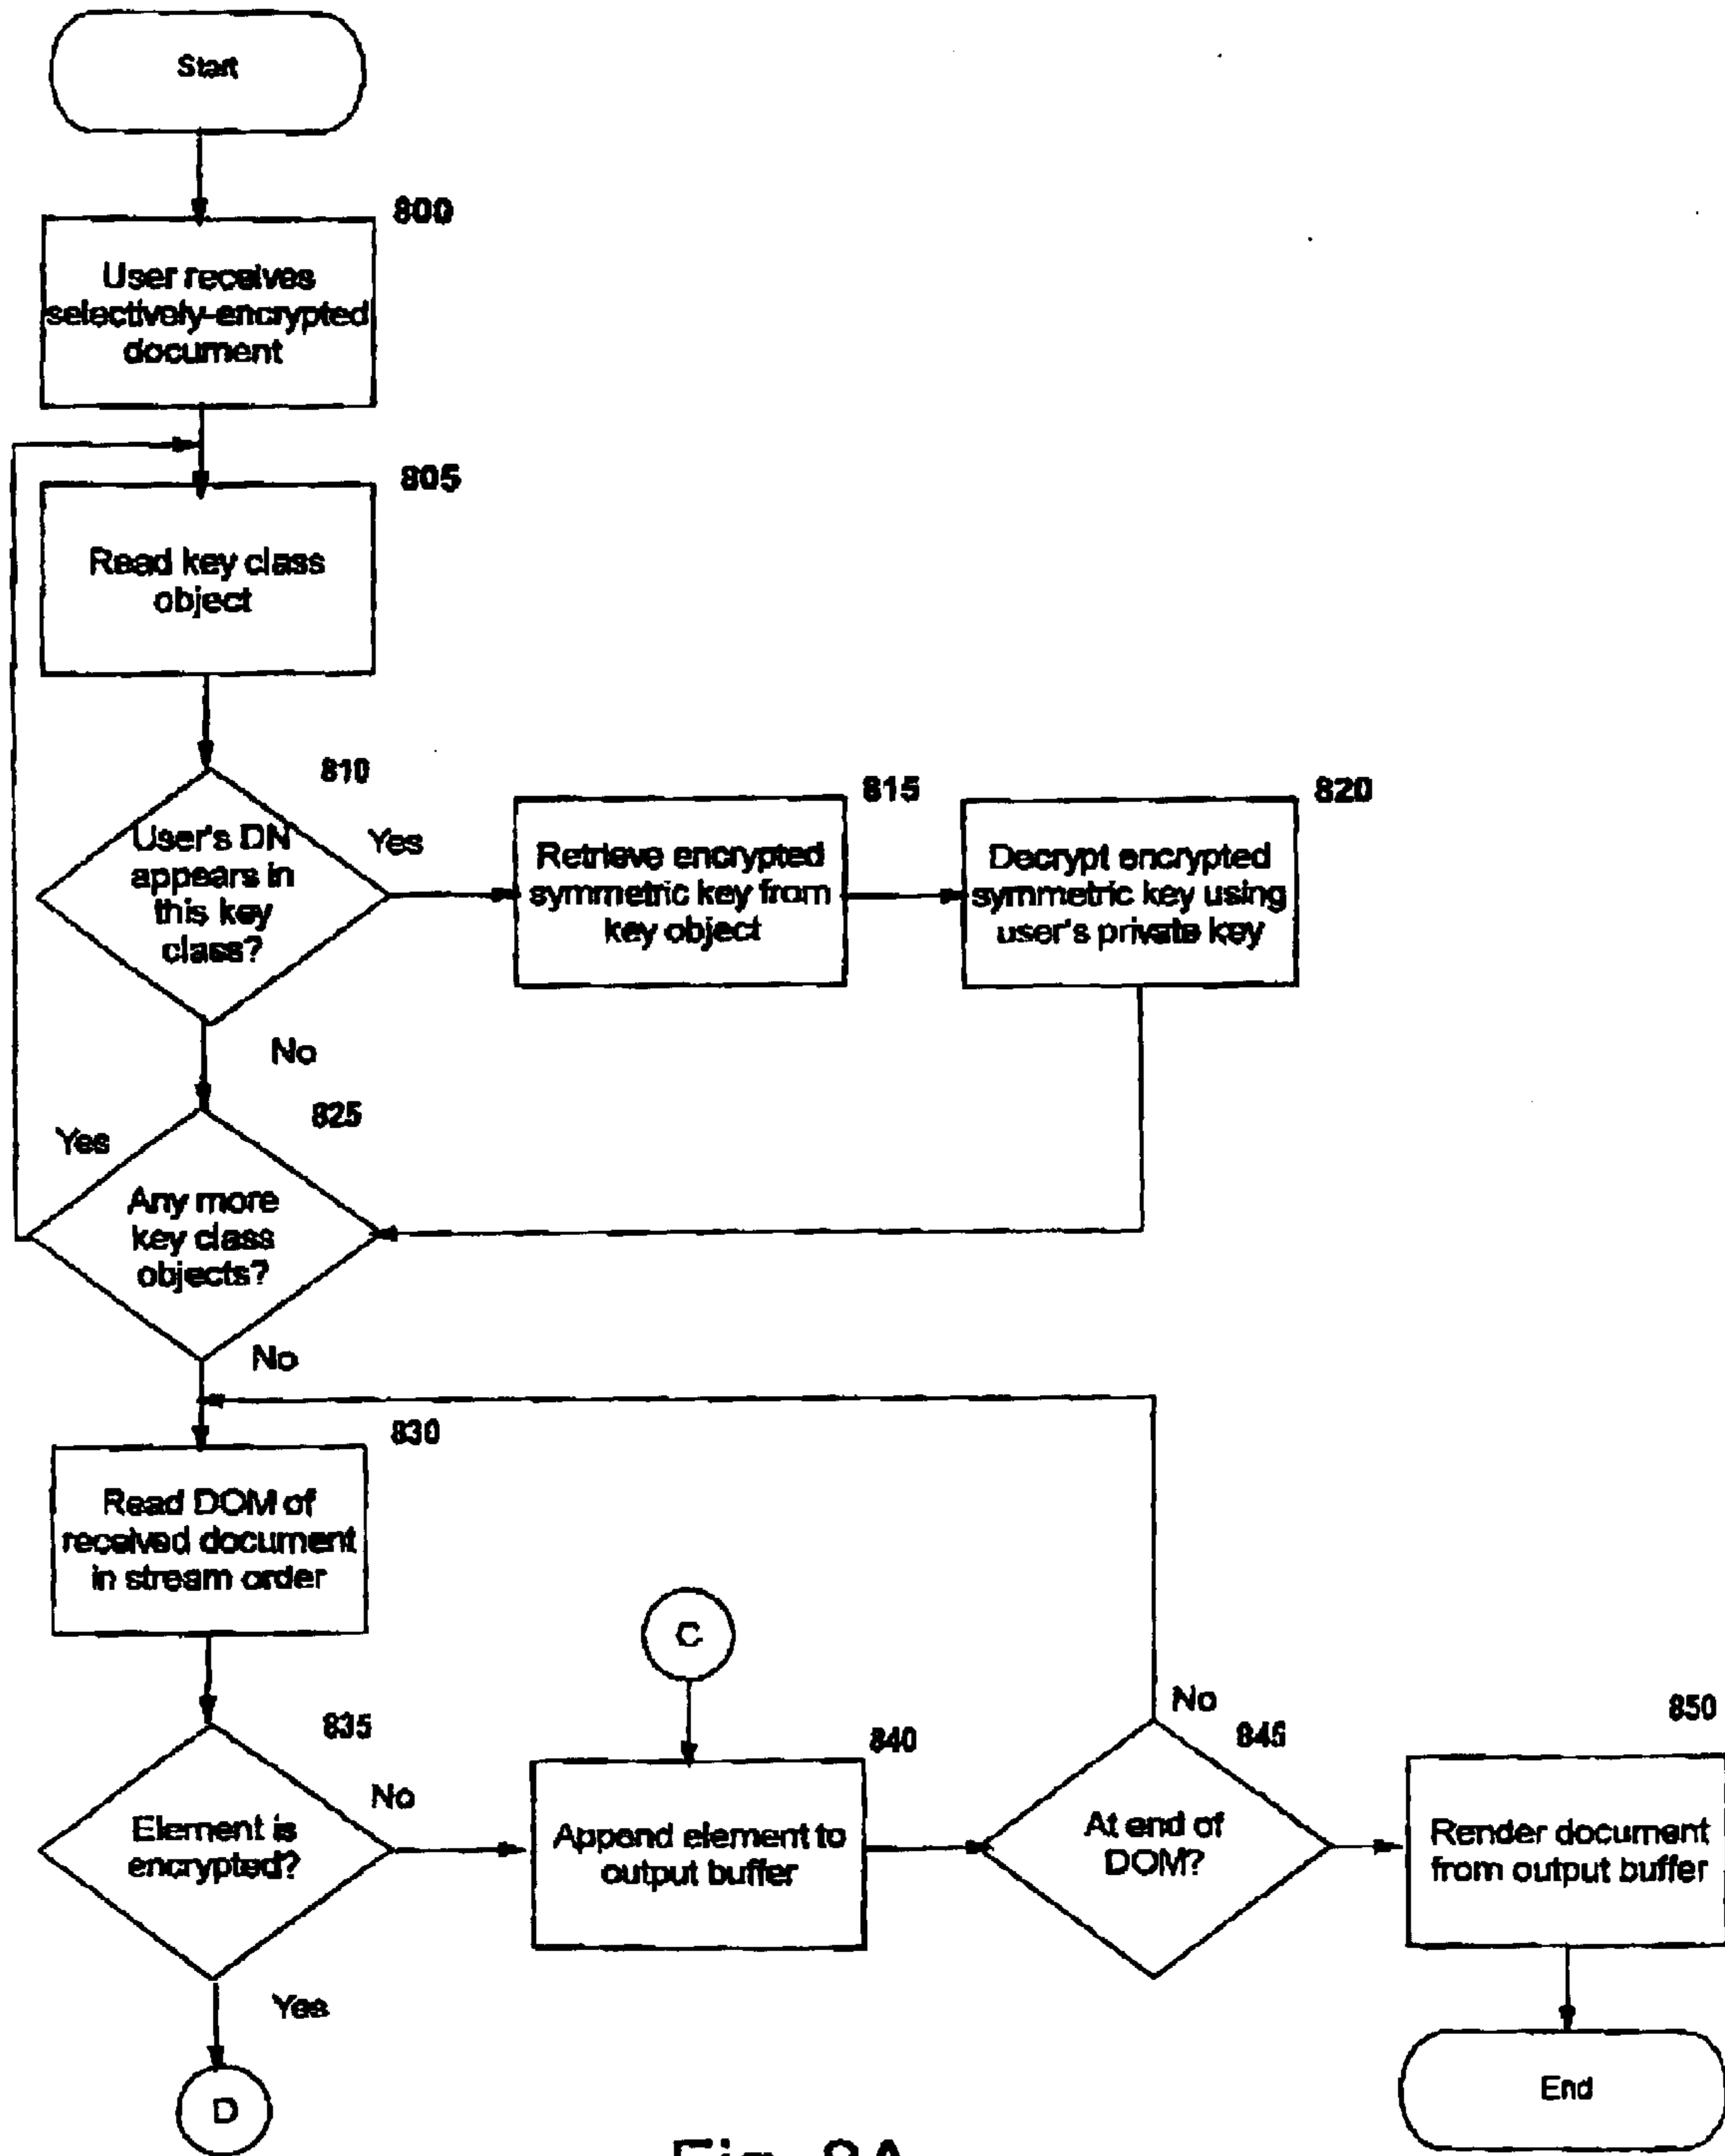 Start
800
User receives
selectively-encrypted
document
805
Read key class
object
810
User's DN
appears in
this key
class?
Yes
No
815
Retrieve encrypted
symmetric key from
key object
820
Decrypt encrypted
symmetric key using
user's private key
825
Yes
Any more
key class
objects?
No
830
Read DOM of
received document
in stream order
835
Element is
encrypted?
No
Yes
D
C
840
Append element to
output buffer
No
845
At end of
DOM?
850
Render document
from output buffer
End
Fig. 8A